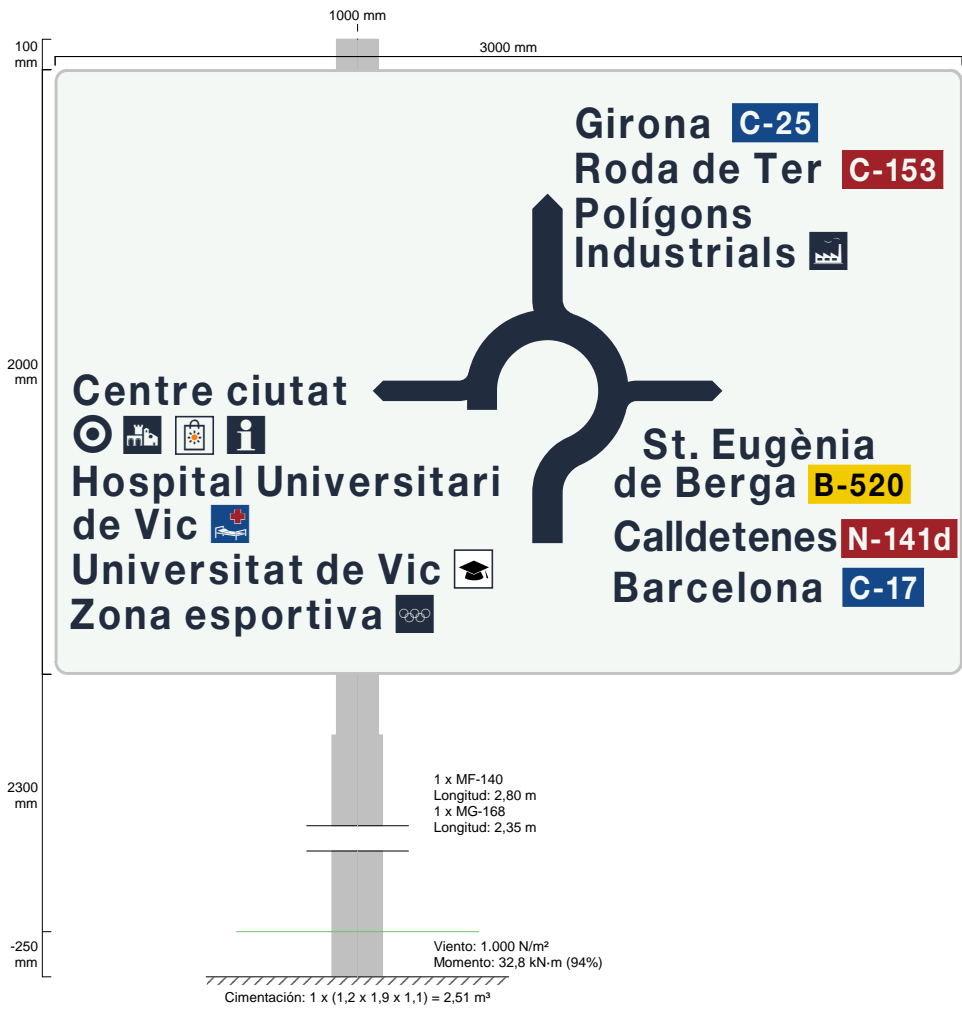 1000 mm
100
mm
3000 mm
Girona C-25
Roda de Ter C-153
Polígons
Industrials
2000
mm
Centre ciutat
i
Hospital Universitari
de Vic
Universitat de Vic
Zona esportiva
St. Eugènia
de Berga B-520
Calldetenes N-141d
Barcelona C-17
2300
mm
1 x MF-140
Longitud: 2,80 m
1 x MG-168
Longitud: 2,35 m
-250
mm
Viento: 1.000 N/m²
Momento: 32,8 kN·m (94%)
Cimentación: 1 x (1,2 x 1,9 x 1,1) = 2,51 m³